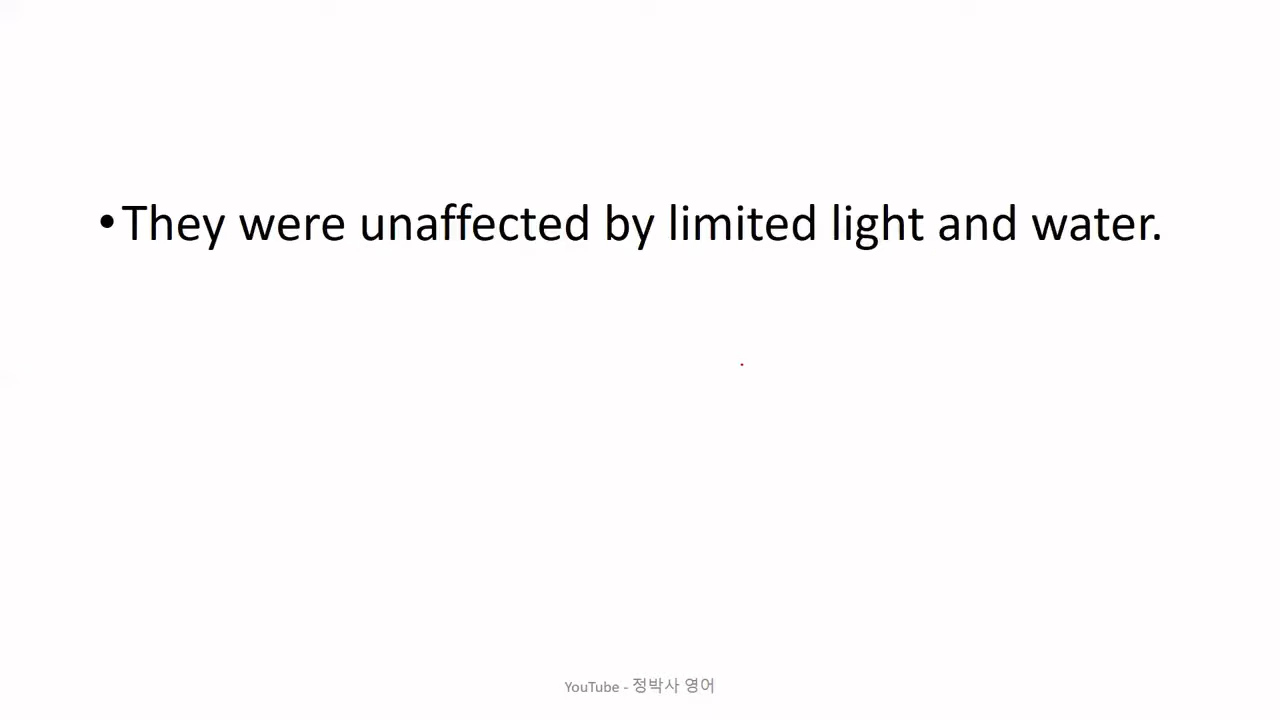 •They were unaffected by limited light and water.
YouTube - 정박사 영어